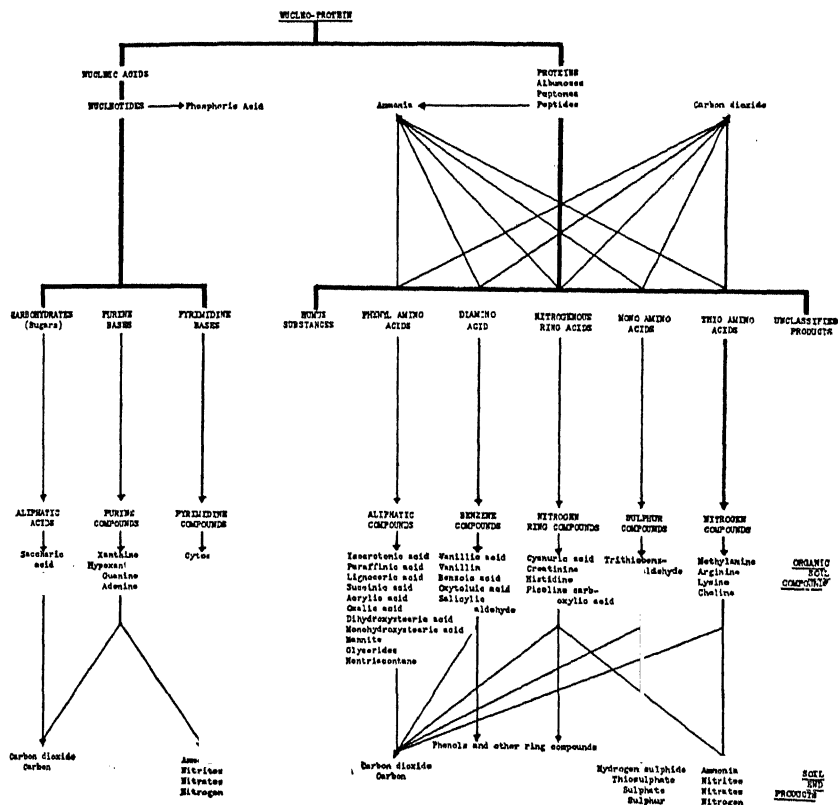 NUCLEO-PROTEIN
NUCLEIC ACIDS
PROTEINS
Albumoses
Peptones
Peptides
NUCLEOTIDES
Phosphoric Acid
Ammonia
Carbon dioxide
CARBOHYDRATES
(Sugars)
PURINE
BASES
PYRIMIDINE
BASES
HUMUS
SUBSTANCES
PHENYL AMINO
ACIDS
DIAMINO
ACID
NITROGENOUS
RING ACIDS
MONO AMINO
ACIDS
THIO AMINO
ACIDS
UNCLASSIFIED
PRODUCTS
ALIPHATIC
ACIDS
PURINE
COMPOUNDS
PYRIMIDINE
COMPOUNDS
ALIPHATIC
COMPOUNDS
BENZENE
COMPOUNDS
NITROGEN
RING COMPOUNDS
SULPHUR
COMPOUNDS
NITROGEN
COMPOUNDS
Saccharic
acid
Xanthine
Hypoxan
Guanine
Adenine
Cytos
Isocrotonic acid
Paraffinic acid
Lignoceric acid
Succinic acid
Acrylic acid
Oxalic acid
Dihydroxystearic acid
Monohydroxystearic acid
Mannite
Glycerides
Hentriacontane
Vanillic acid
Vanillin
Benzoic acid
Oxytoluic acid
Salicylic
aldehyde
Cyanuric acid
Creatinine
Histidine
Picoline carb-
oxylic acid
Trithiobenz-
aldehyde
Methylamine
Arginine
Lysine
Choline
ORGANIC
SOIL
COMPOUNDS
Carbon dioxide
Carbon
Nitrites
Nitrates
Nitrogen
Carbon dioxide
Carbon
Phenols and other ring compounds
Hydrogen sulphide
Thiosulphate
Sulphate
Sulphur
Ammonia
Nitrites
Nitrates
Nitrogen
SOIL
END
PRODUCTS